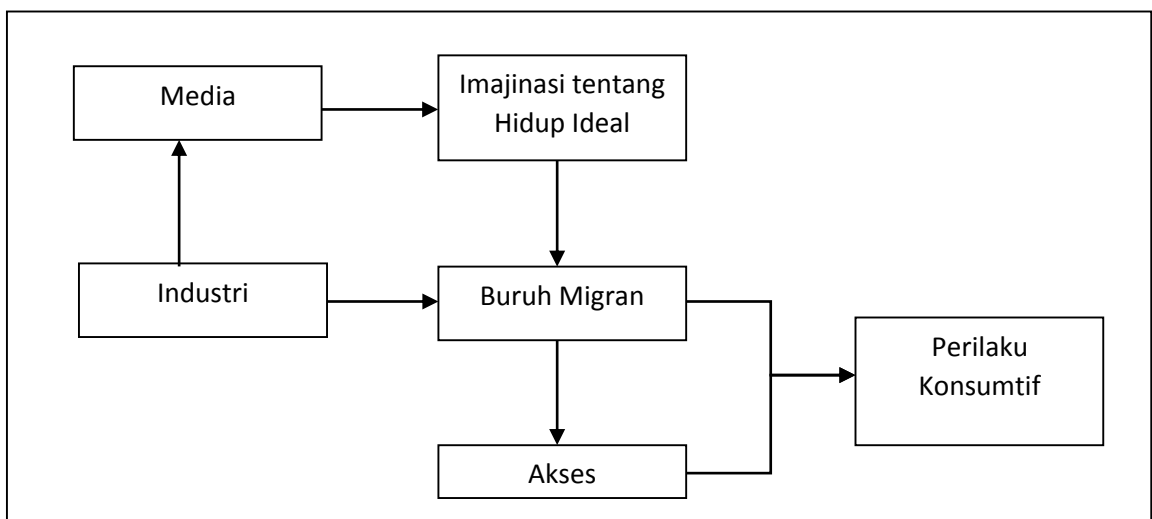 Media
Imajinasi tentang
Hidup Ideal
Industri
Buruh Migran
Perilaku
Konsumtif
Akses